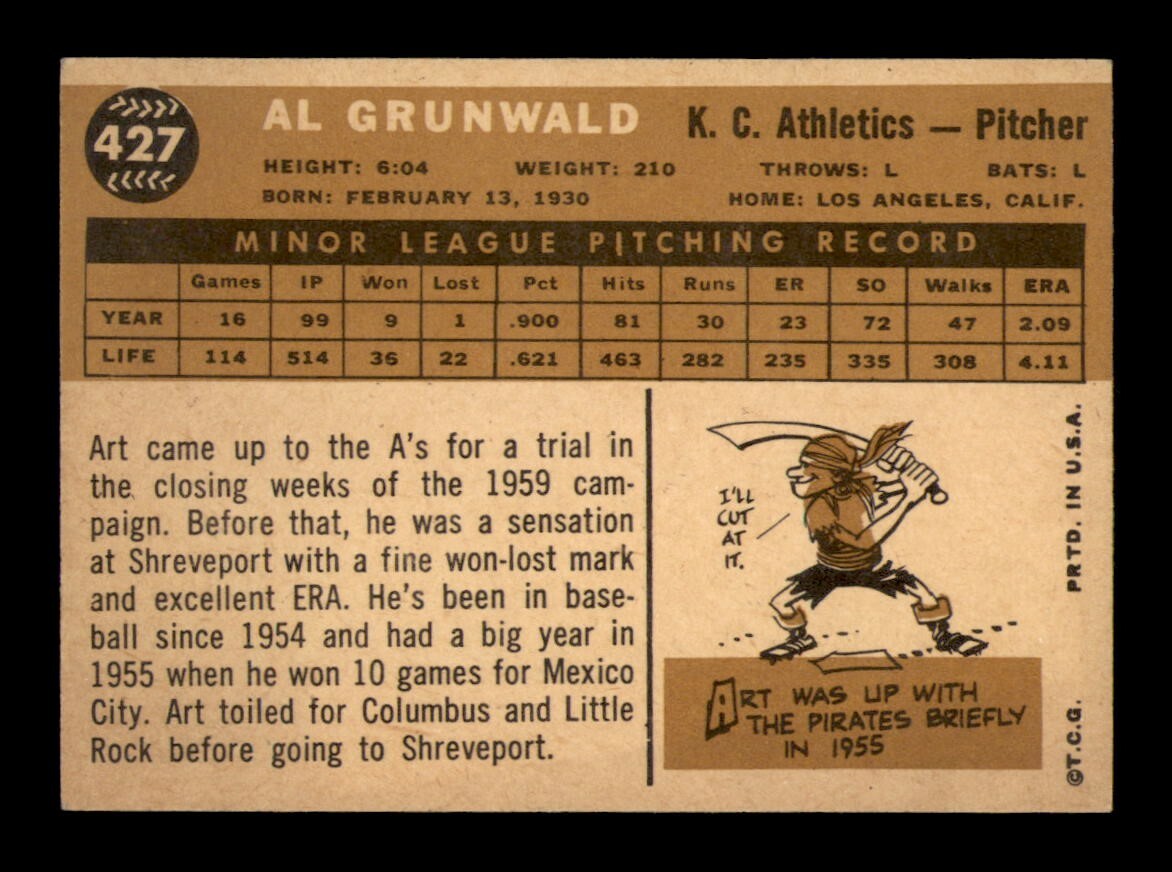 427
AL GRUNWALD
K. C. Athletics — Pitcher
HEIGHT: 6:04 WEIGHT: 210 THROWS: L BATS: L
BORN: FEBRUARY 13, 1930 HOME: LOS ANGELES, CALIF.
MINOR LEAGUE PITCHING RECORD
Games IP Won Lost Pct Hits Runs ER SO Walks ERA
YEAR 16 99 9 1 .900 81 30 23 72 47 2.09
LIFE 114 514 36 22 .621 463 282 235 335 308 4.11
Art came up to the A's for a trial in
the closing weeks of the 1959 cam-
paign. Before that, he was a sensation
at Shreveport with a fine won-lost mark
and excellent ERA. He's been in base-
ball since 1954 and had a big year in
1955 when he won 10 games for Mexico
City. Art toiled for Columbus and Little
Rock before going to Shreveport.
I'LL
CUT
AT
IT.
ART WAS UP WITH
THE PIRATES BRIEFLY
IN 1955
©T.C.G. PRTD. IN U.S.A.